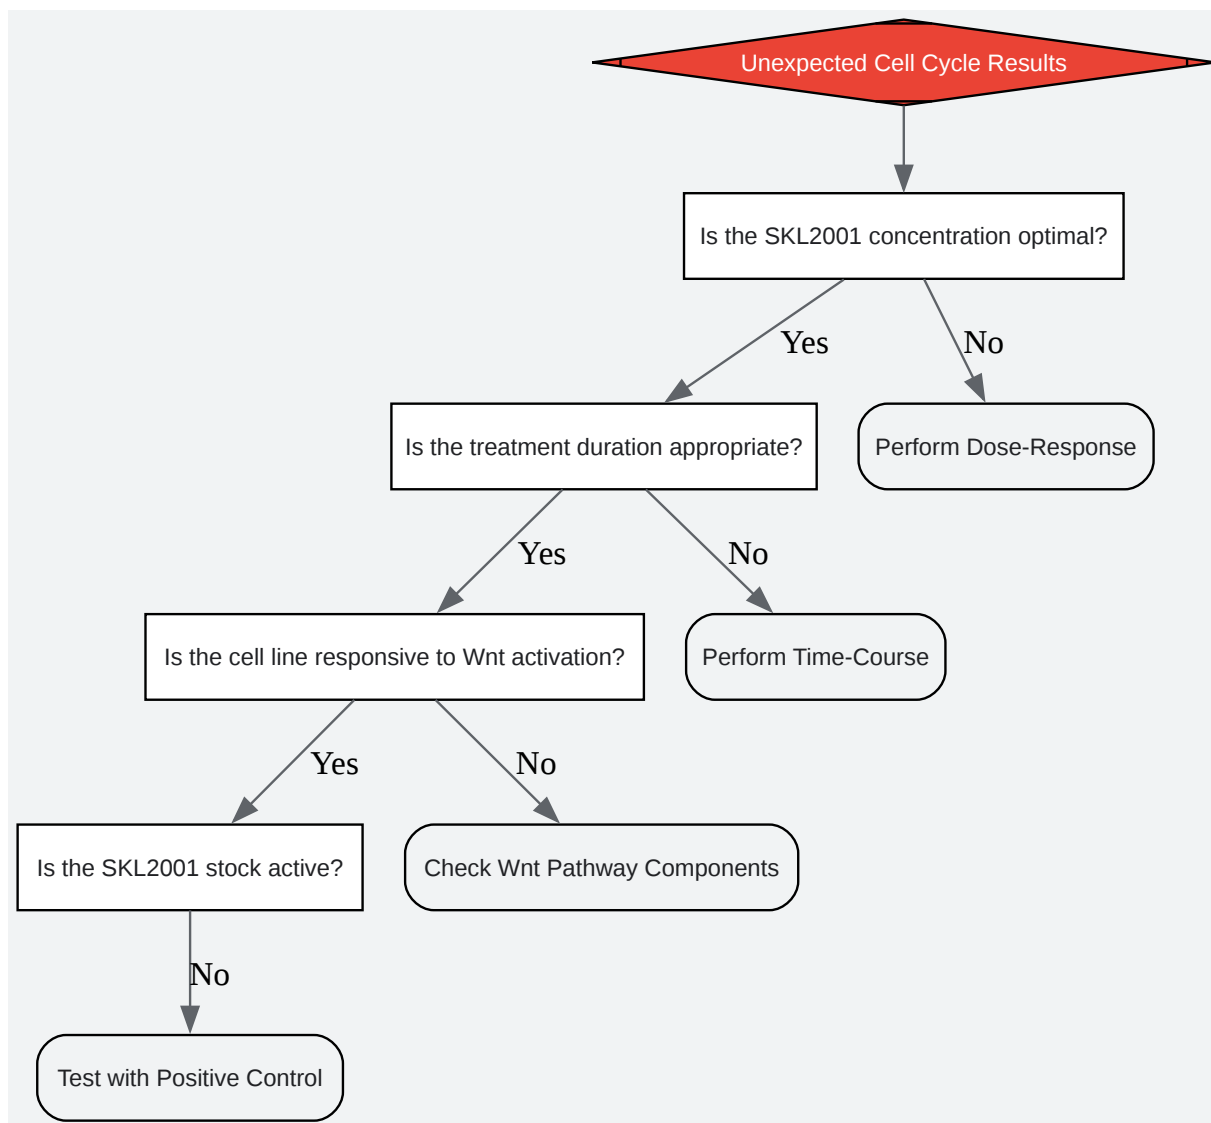 Unexpected Cell Cycle Results
Is the SKL2001 concentration optimal?
Yes
No
Is the treatment duration appropriate?
Perform Dose-Response
Yes
No
Is the cell line responsive to Wnt activation?
Perform Time-Course
Yes
No
Is the SKL2001 stock active?
Check Wnt Pathway Components
No
Test with Positive Control